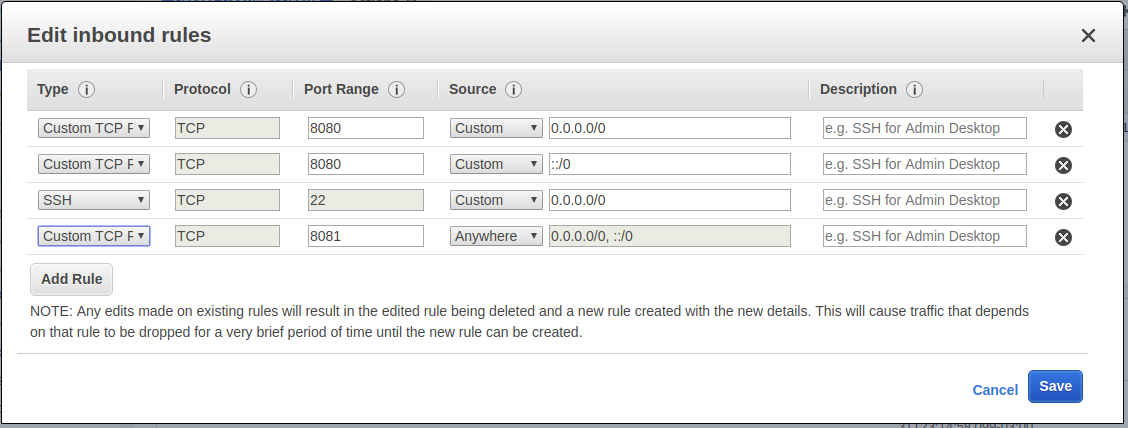 Edit inbound rules
Type Protocol Port Range Source Description
Custom TCP F TCP 8080 Custom 0.0.0.0/0 e.g. SSH for Admin Desktop
Custom TCP F TCP 8080 Custom ::/0 e.g. SSH for Admin Desktop
SSH TCP 22 Custom 0.0.0.0/0 e.g. SSH for Admin Desktop
Custom TCP F TCP 8081 Anywhere 0.0.0.0/0, ::/0 e.g. SSH for Admin Desktop
Add Rule
NOTE: Any edits made on existing rules will result in the edited rule being deleted and a new rule created with the new details. This will cause traffic that depends
on that rule to be dropped for a very brief period of time until the new rule can be created.
Cancel Save